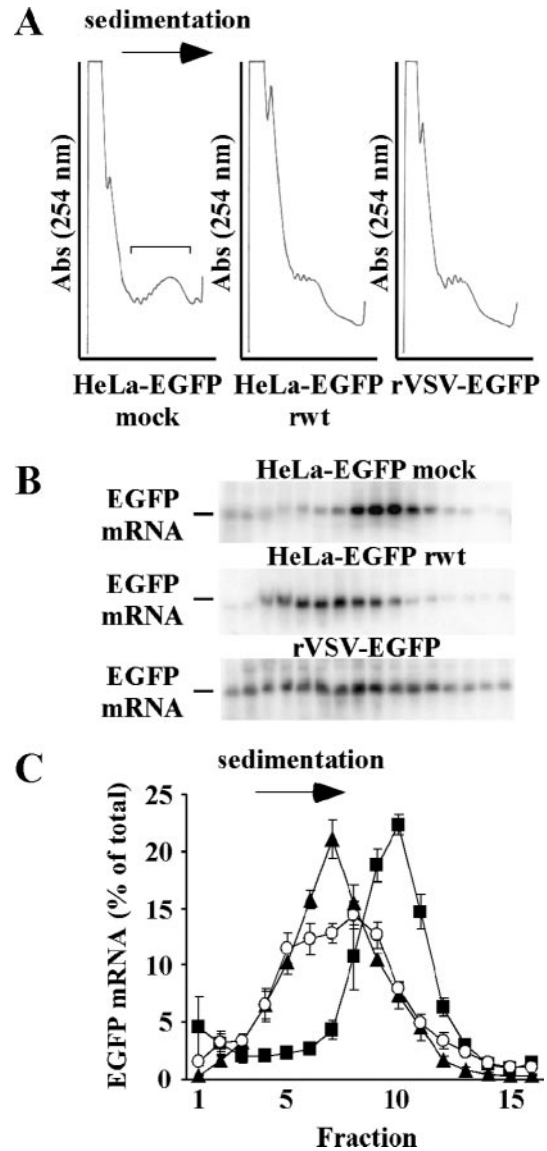 A
sedimentation
Abs (254 nm)
Abs (254 nm)
Abs (254 nm)
HeLa-EGFP
mock
HeLa-EGFP
rwt
rVSV-EGFP
B
HeLa-EGFP mock
EGFP
mRNA
HeLa-EGFP rwt
EGFP
mRNA
rVSV-EGFP
EGFP
mRNA
C
sedimentation
EGFP mRNA (% of total)
25
20
15
10
5
0
1
5
10
15
Fraction